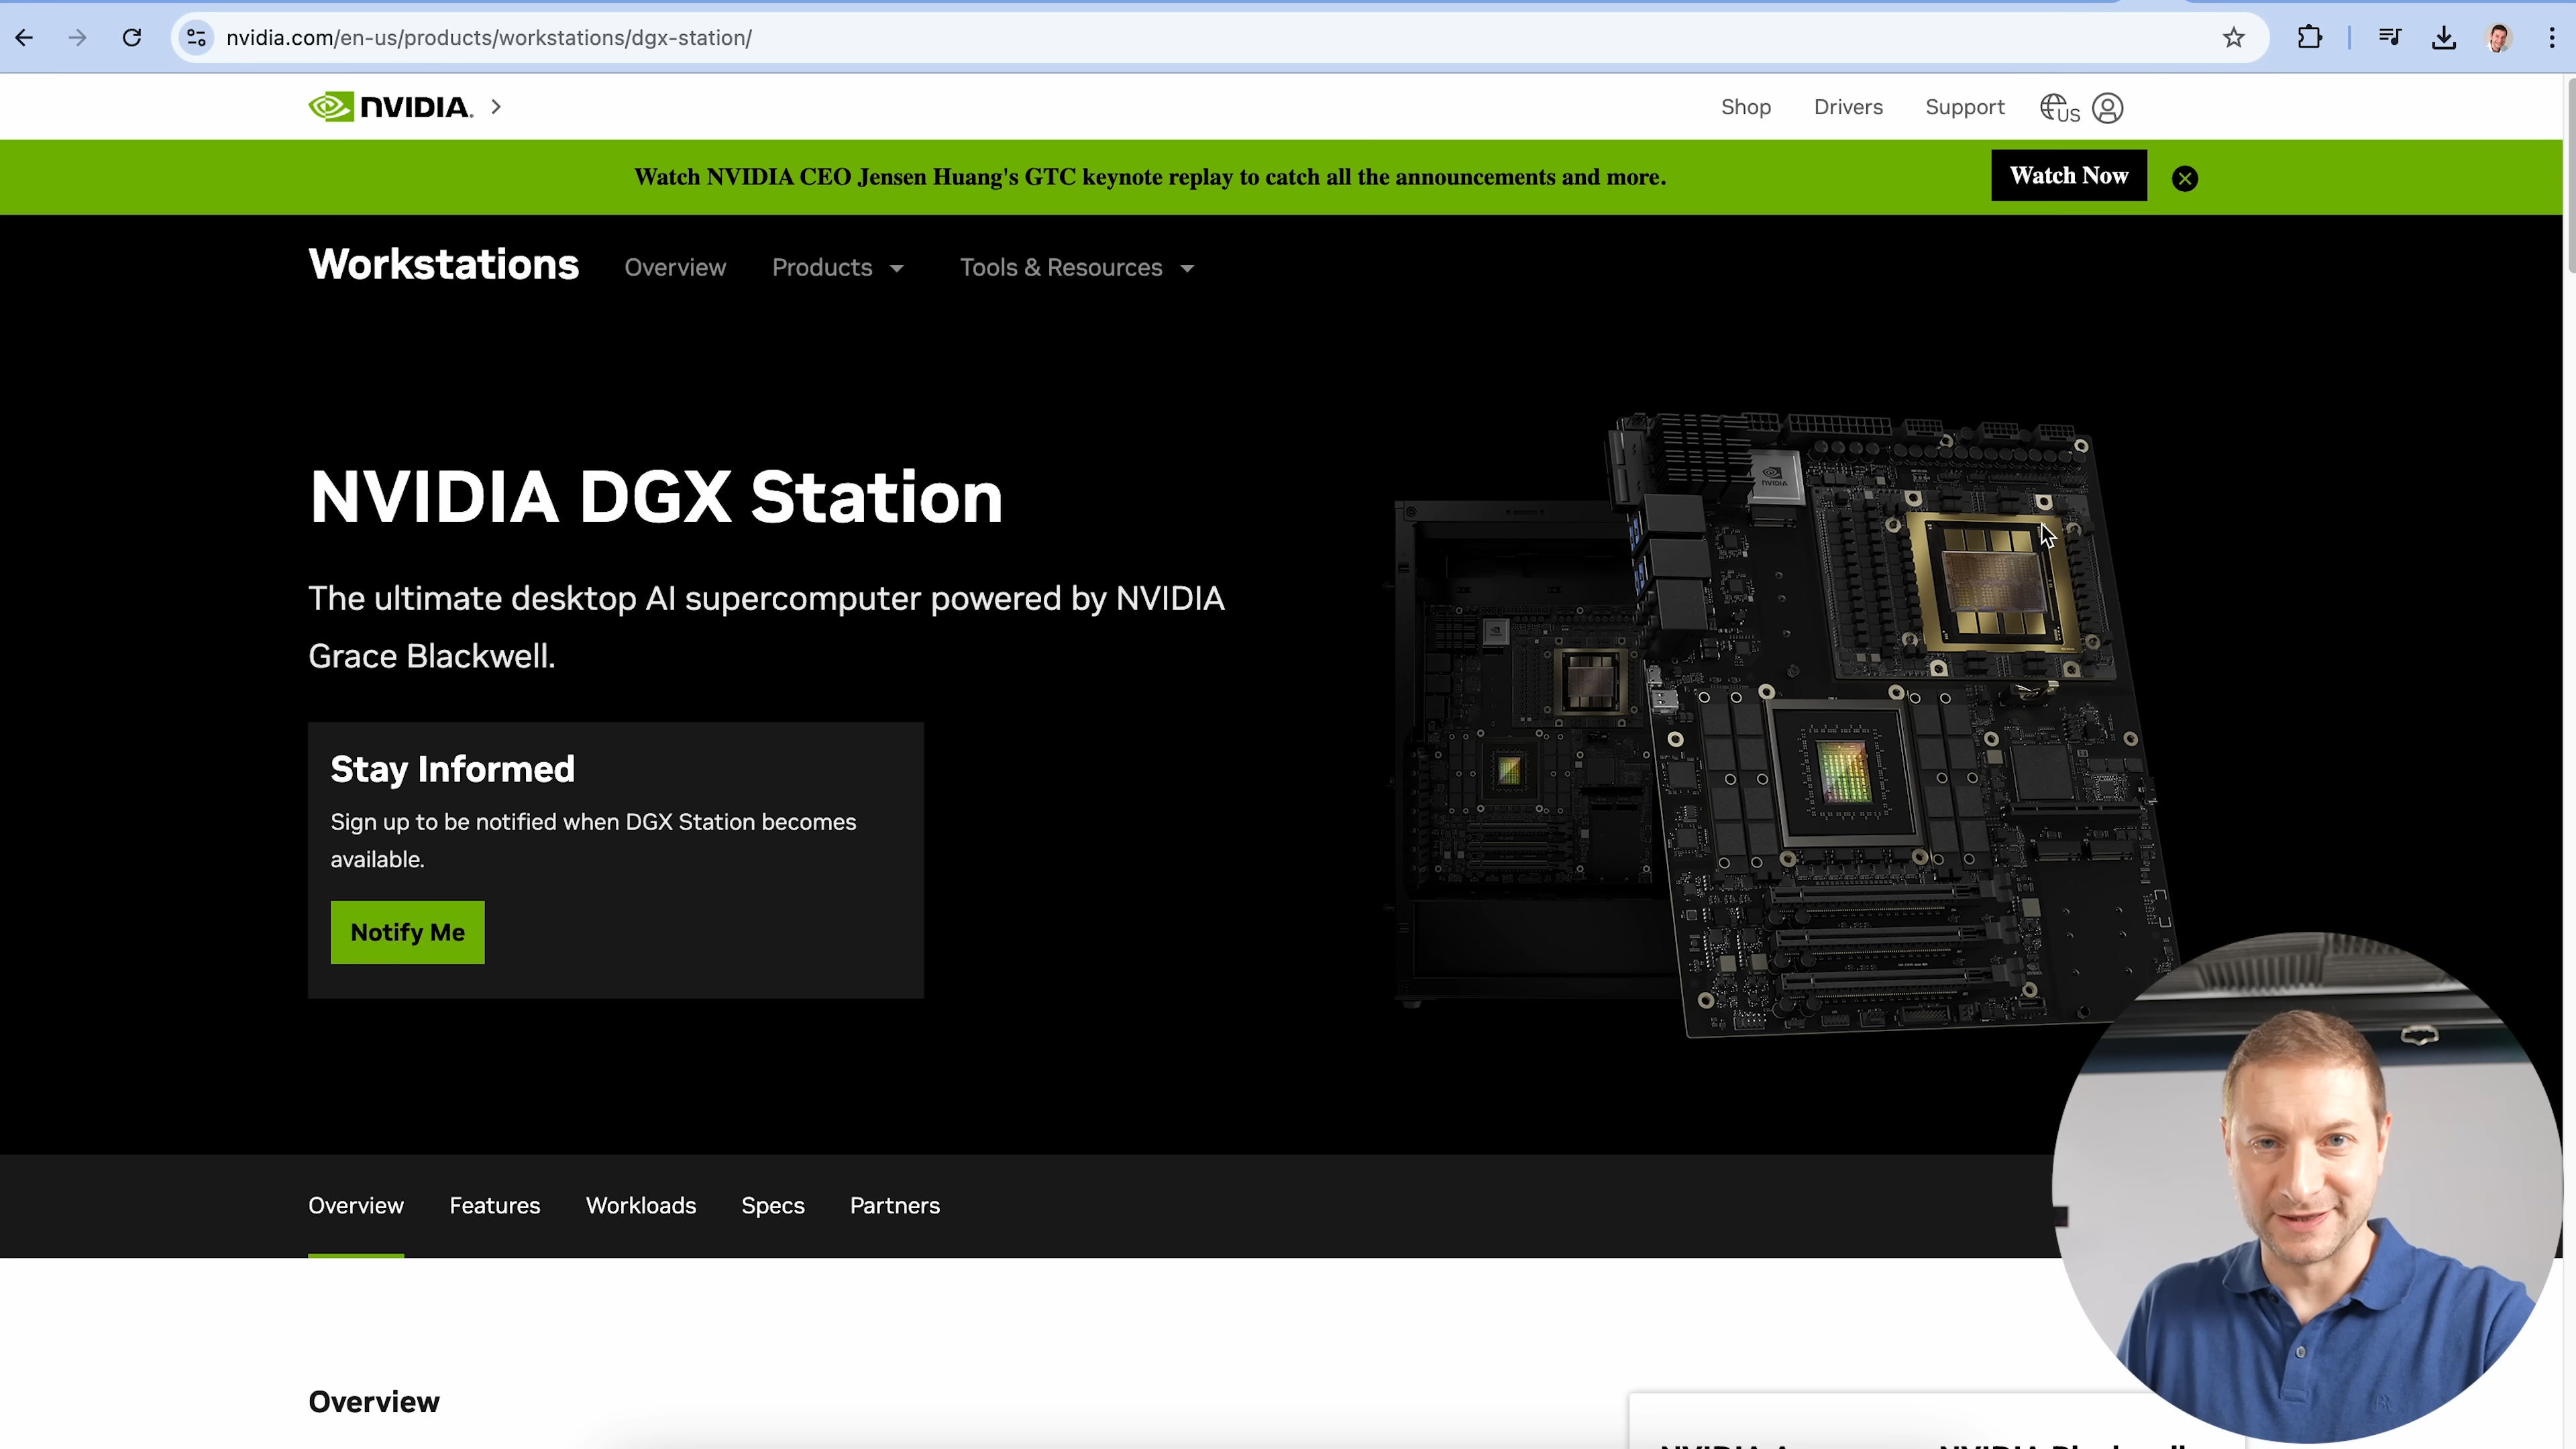 nvidia.com/en-us/products/workstations/dgx-station/
NVIDIA.
Shop Drivers Support US
Watch NVIDIA CEO Jensen Huang's GTC keynote replay to catch all the announcements and more.
Watch Now
Workstations Overview Products Tools & Resources
NVIDIA DGX Station
The ultimate desktop AI supercomputer powered by NVIDIA
Grace Blackwell.
NVIDIA
Stay Informed
Sign up to be notified when DGX Station becomes
available.
Notify Me
Overview Features Workloads Specs Partners
Overview